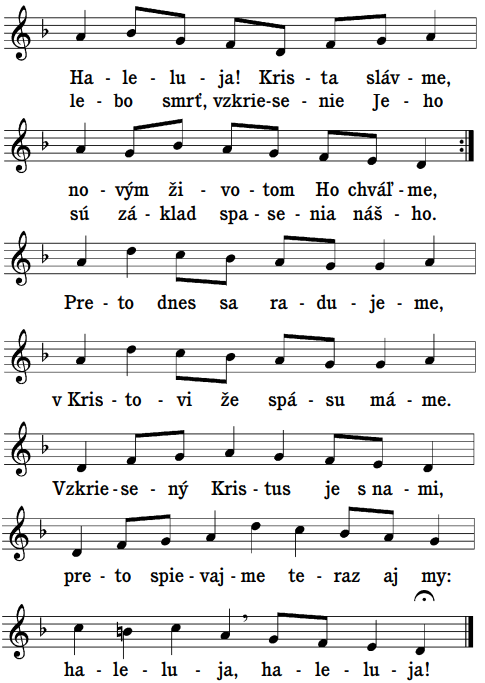 Ha - le - lu - ja! Kris - ta sláv - me,
le - bo smrť, vzkrie - se - nie Je - ho
no - vým ži - vo - tom Ho chváľ - me,
sú zá - klad spa - se - nia náš - ho.
Pre - to dnes sa ra - du - je - me,
v Kris - to - vi že spá - su má - me.
Vzkrie - se - ný Kris - tus je s na - mi,
pre - to spie - vaj - me te - raz aj my:
ha - le - lu - ja, ha - le - lu - ja!